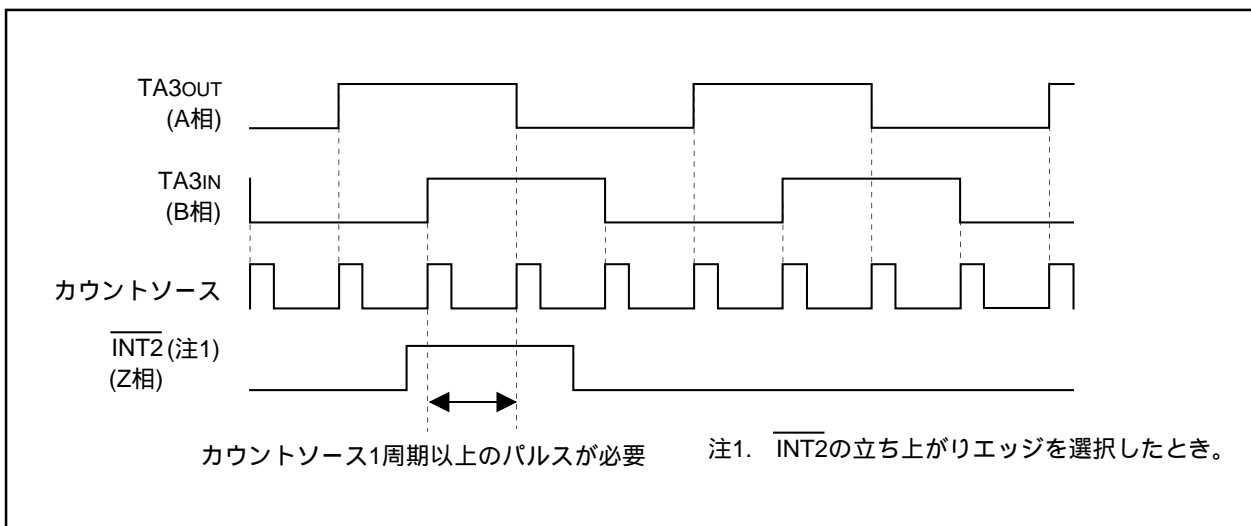 TA3OUT
(A相)
TA3IN
(B相)
カウントソース
INT2(注1)
(Z相)
カウントソース1周期以上のパルスが必要
注1. INT2の立ち上がりエッジを選択したとき。